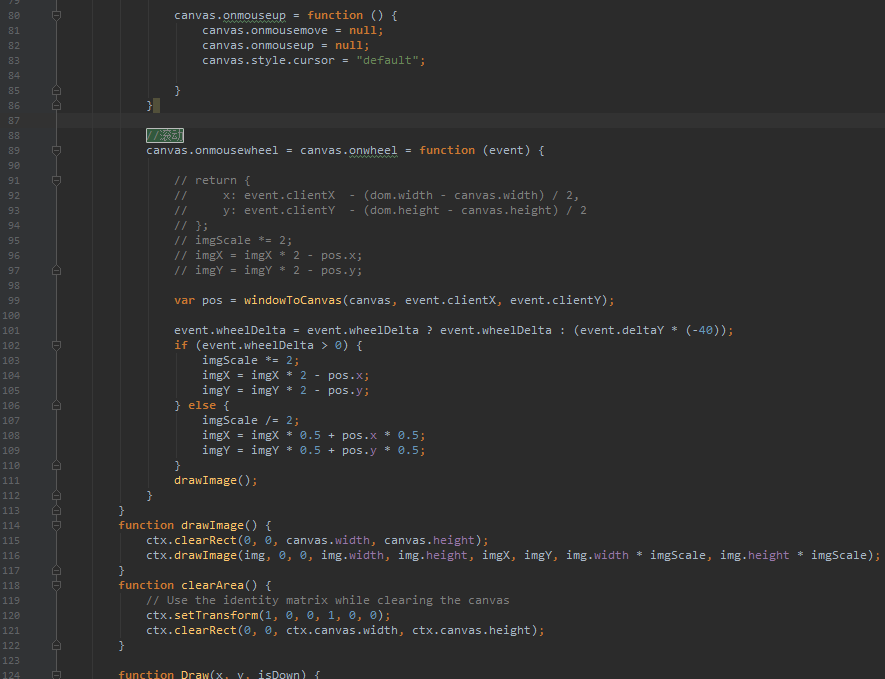 79
80 canvas.onmouseup = function () {
81 canvas.onmousemove = null;
82 canvas.onmouseup = null;
83 canvas.style.cursor = "default";
84
85 }
86 }
87
88 //滚动
89 canvas.onmousewheel = canvas.onwheel = function (event) {
90
91 // return {
92 // x: event.clientX - (dom.width - canvas.width) / 2,
93 // y: event.clientY - (dom.height - canvas.height) / 2
94 // };
95 // imgScale *= 2;
96 // imgX = imgX * 2 - pos.x;
97 // imgY = imgY * 2 - pos.y;
98
99 var pos = windowToCanvas(canvas, event.clientX, event.clientY);
100
101 event.wheelDelta = event.wheelDelta ? event.wheelDelta : (event.deltaY * (-40));
102 if (event.wheelDelta > 0) {
103 imgScale *= 2;
104 imgX = imgX * 2 - pos.x;
105 imgY = imgY * 2 - pos.y;
106 } else {
107 imgScale /= 2;
108 imgX = imgX * 0.5 + pos.x * 0.5;
109 imgY = imgY * 0.5 + pos.y * 0.5;
110 }
111 drawImage();
112 }
113 }
114 function drawImage() {
115 ctx.clearRect(0, 0, canvas.width, canvas.height);
116 ctx.drawImage(img, 0, 0, img.width, img.height, imgX, imgY, img.width * imgScale, img.height * imgScale);
117 }
118 function clearArea() {
119 // Use the identity matrix while clearing the canvas
120 ctx.setTransform(1, 0, 0, 1, 0, 0);
121 ctx.clearRect(0, 0, ctx.canvas.width, ctx.canvas.height);
122 }
123
124 function Draw(x, y, isDown) {